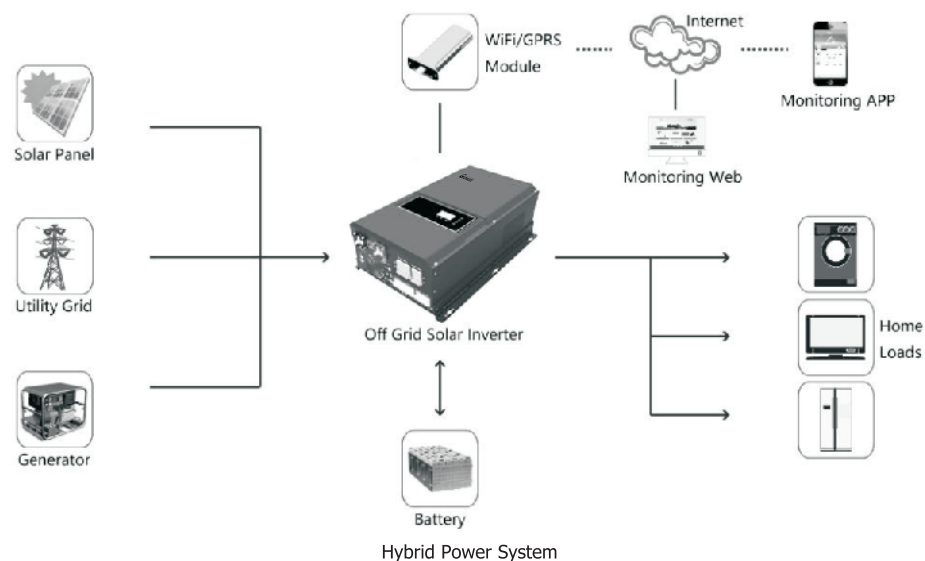 Internet
WiFi/GPRS
Module
Monitoring APP
Solar Panel
Monitoring Web
Utility Grid
Off Grid Solar Inverter
Home
Loads
Generator
Battery
Hybrid Power System